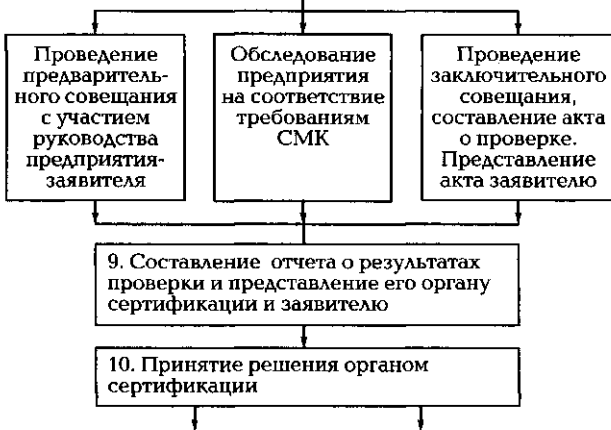 Проведение
предваритель-
ного совещания
с участием
руководства
предприятия-
заявителя
Обследование
предприятия
на соответствие
требованиям
СМК
Проведение
заключительного
совещания,
составление акта
о проверке.
Представление
акта заявителю
9. Составление отчета о результатах
проверки и представление его органу
сертификации и заявителю
10. Принятие решения органом
сертификации